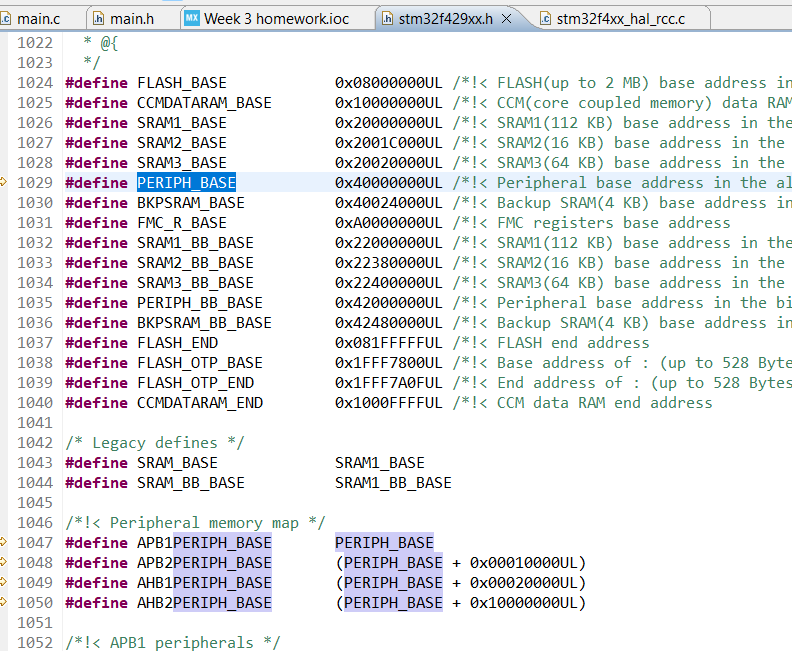 main.c main.h MX Week 3 homework.ioc stm32f429xx.h stm32f4xx_hal_rcc.c
1022 * @{
1023 */
1024 #define FLASH_BASE 0x08000000UL /*!< FLASH(up to 2 MB) base address in
1025 #define CCMDATARAM_BASE 0x10000000UL /*!< CCM(core coupled memory) data RAM
1026 #define SRAM1_BASE 0x20000000UL /*!< SRAM1(112 KB) base address in the
1027 #define SRAM2_BASE 0x2001C000UL /*!< SRAM2(16 KB) base address in the
1028 #define SRAM3_BASE 0x20020000UL /*!< SRAM3(64 KB) base address in the
1029 #define PERIPH_BASE 0x40000000UL /*!< Peripheral base address in the al
1030 #define BKPSRAM_BASE 0x40024000UL /*!< Backup SRAM(4 KB) base address in
1031 #define FMC_R_BASE 0xA0000000UL /*!< FMC registers base address
1032 #define SRAM1_BB_BASE 0x22000000UL /*!< SRAM1(112 KB) base address in the
1033 #define SRAM2_BB_BASE 0x22380000UL /*!< SRAM2(16 KB) base address in the
1034 #define SRAM3_BB_BASE 0x22400000UL /*!< SRAM3(64 KB) base address in the
1035 #define PERIPH_BB_BASE 0x42000000UL /*!< Peripheral base address in the bi
1036 #define BKPSRAM_BB_BASE 0x42480000UL /*!< Backup SRAM(4 KB) base address in
1037 #define FLASH_END 0x081FFFFFUL /*!< FLASH end address
1038 #define FLASH_OTP_BASE 0x1FFF7800UL /*!< Base address of : (up to 528 Bytes
1039 #define FLASH_OTP_END 0x1FFF7A0FUL /*!< End address of : (up to 528 Bytes
1040 #define CCMDATARAM_END 0x1000FFFFUL /*!< CCM data RAM end address
1041
1042 /* Legacy defines */
1043 #define SRAM_BASE SRAM1_BASE
1044 #define SRAM_BB_BASE SRAM1_BB_BASE
1045
1046 /*!< Peripheral memory map */
1047 #define APB1PERIPH_BASE PERIPH_BASE
1048 #define APB2PERIPH_BASE (PERIPH_BASE + 0x00010000UL)
1049 #define AHB1PERIPH_BASE (PERIPH_BASE + 0x00020000UL)
1050 #define AHB2PERIPH_BASE (PERIPH_BASE + 0x10000000UL)
1051
1052 /*!< APB1 peripherals */